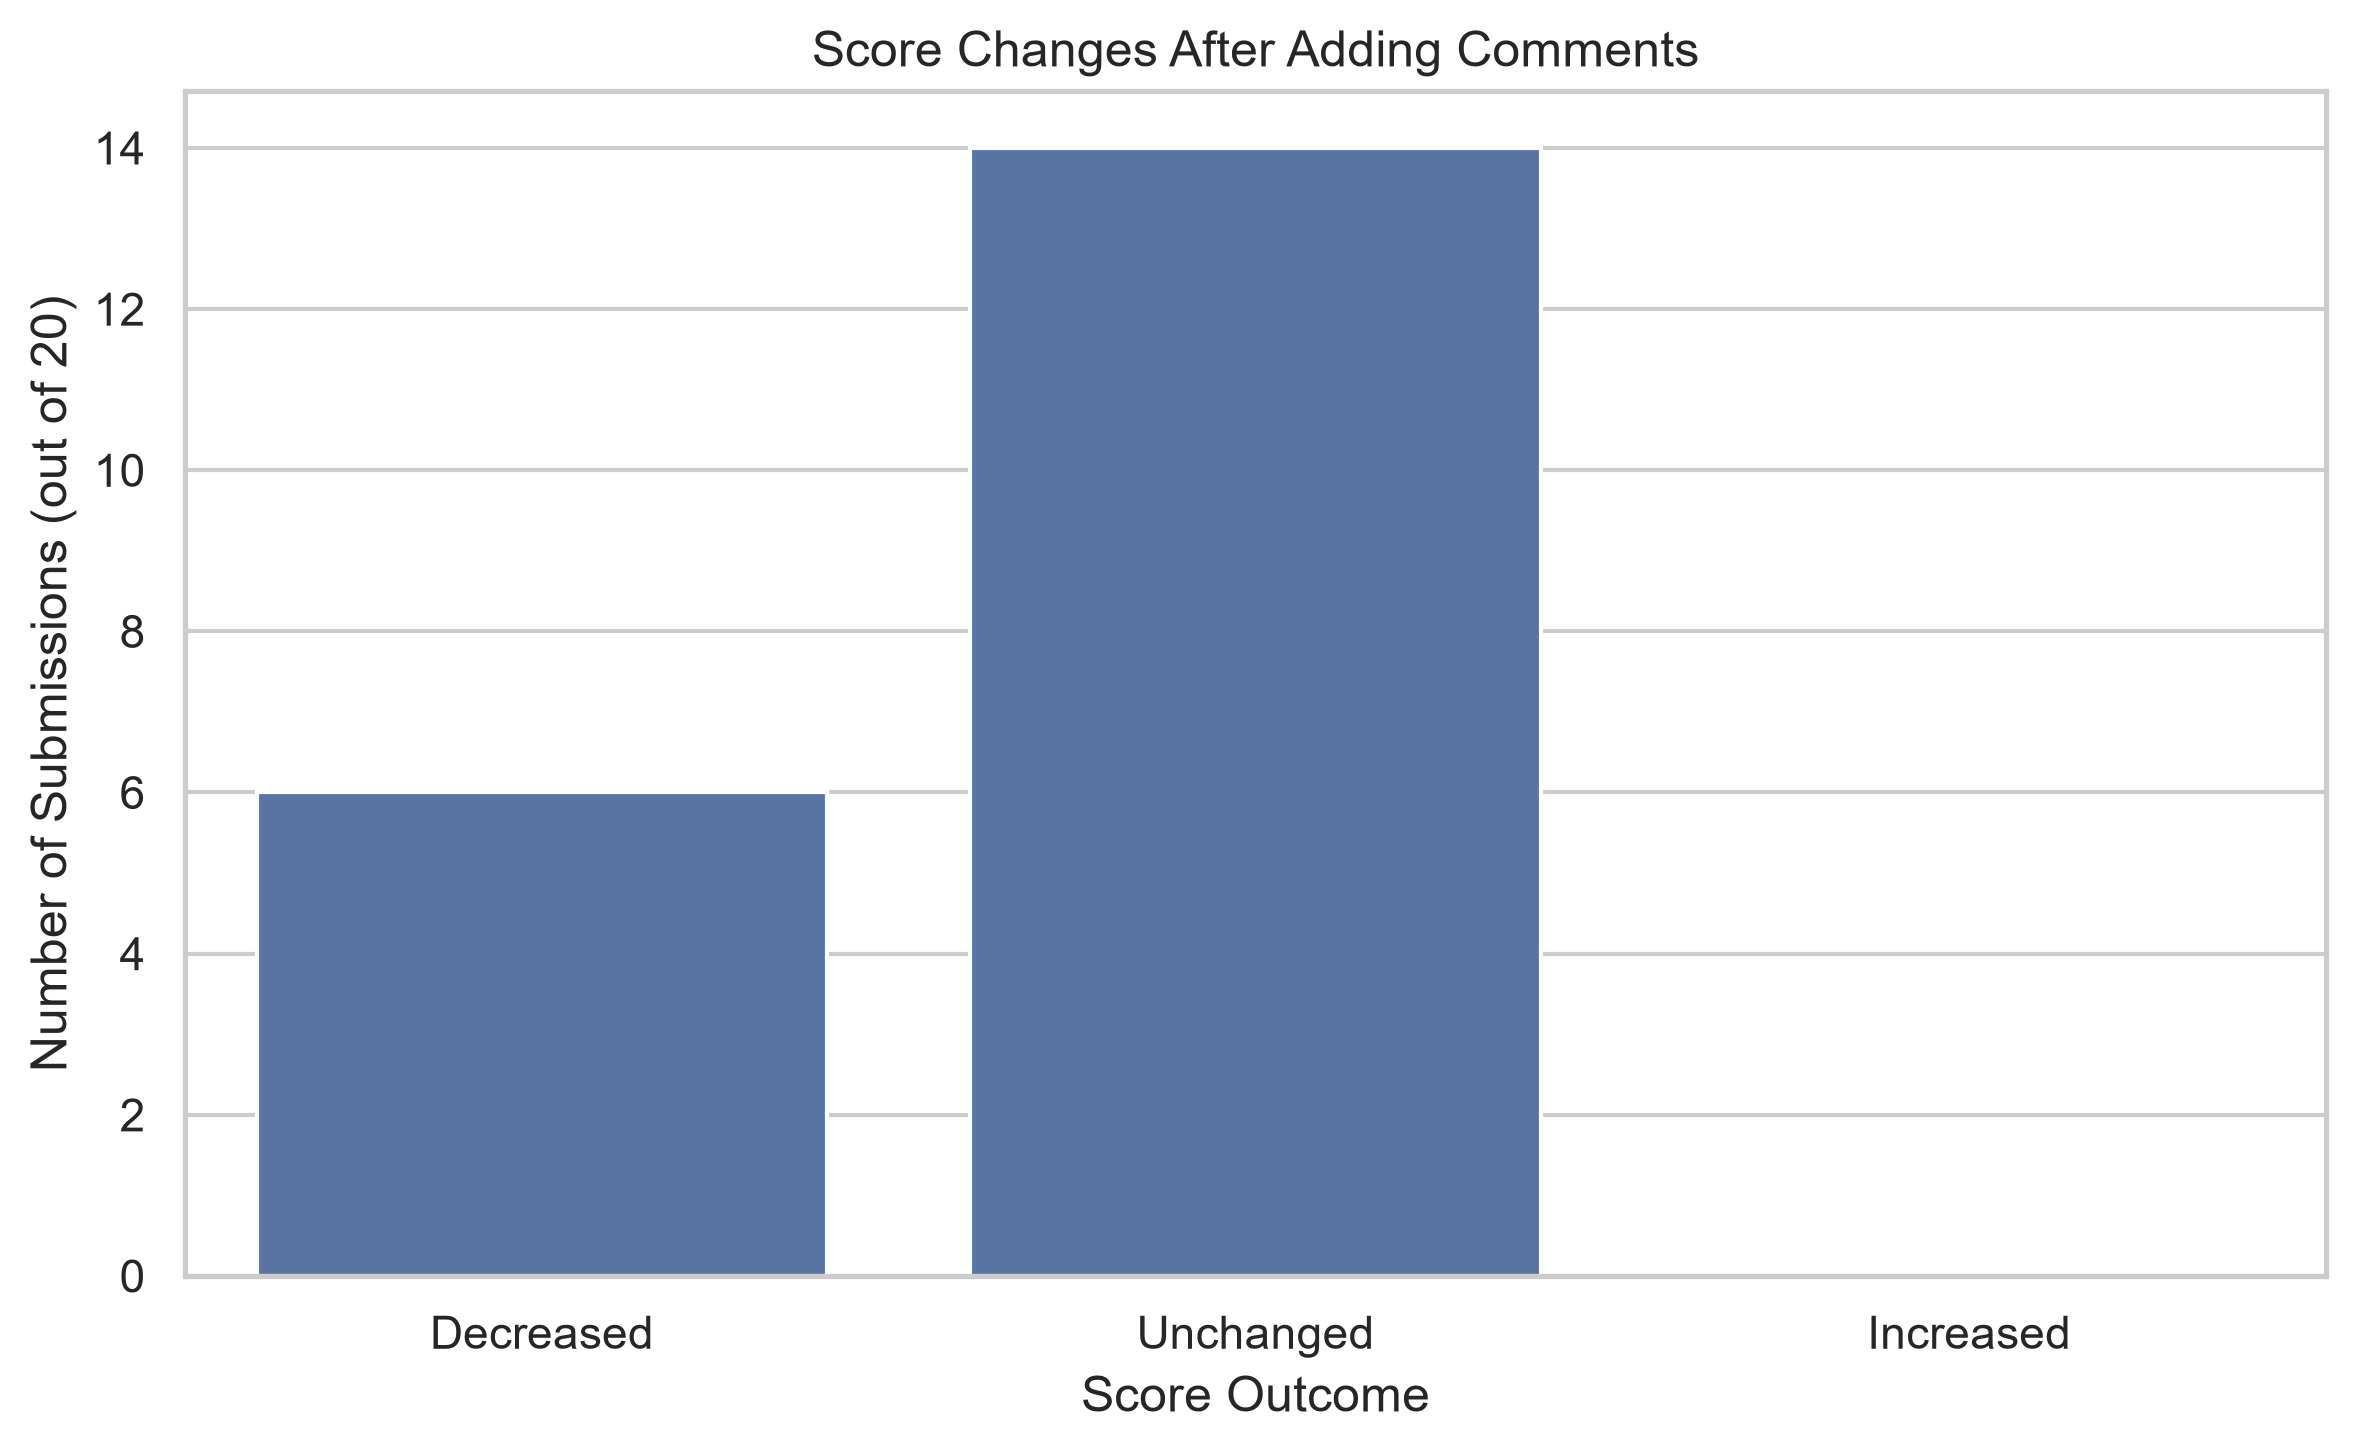 Score Changes After Adding Comments
Number of Submissions (out of 20)
14
12
10
8
6
4
2
0
Decreased
Unchanged
Increased
Score Outcome